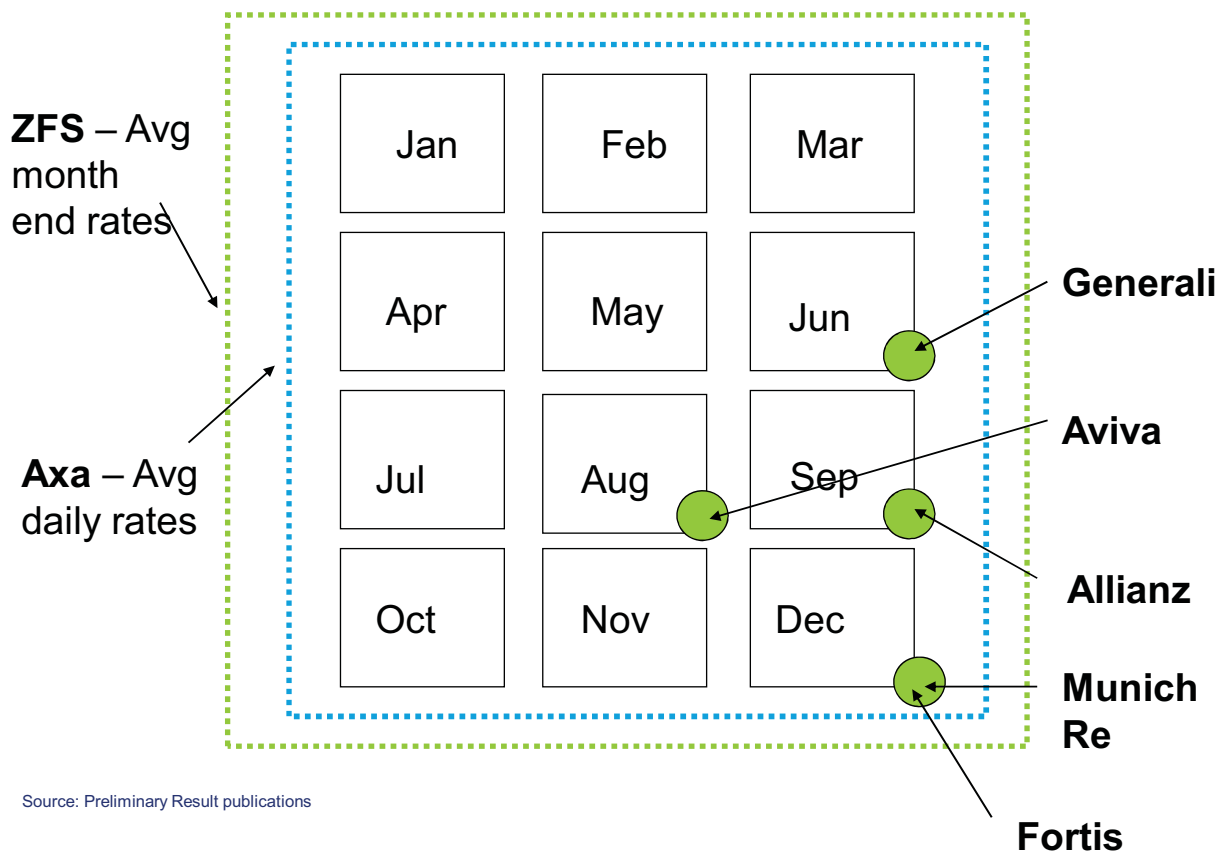 ZFS – Avg
month
end rates
Axa – Avg
daily rates
Jan
Feb
Mar
Apr
May
Jun
Jul
Aug
Sep
Oct
Nov
Dec
Generali
Aviva
Allianz
Munich
Re
Fortis
Source: Preliminary Result publications